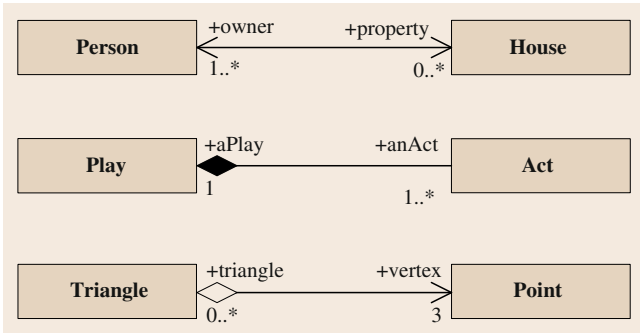 +owner +property
Person House
1..* 0..*
+aPlay +anAct
Play Act
1 1..*
+triangle +vertex
Triangle Point
0..* 3